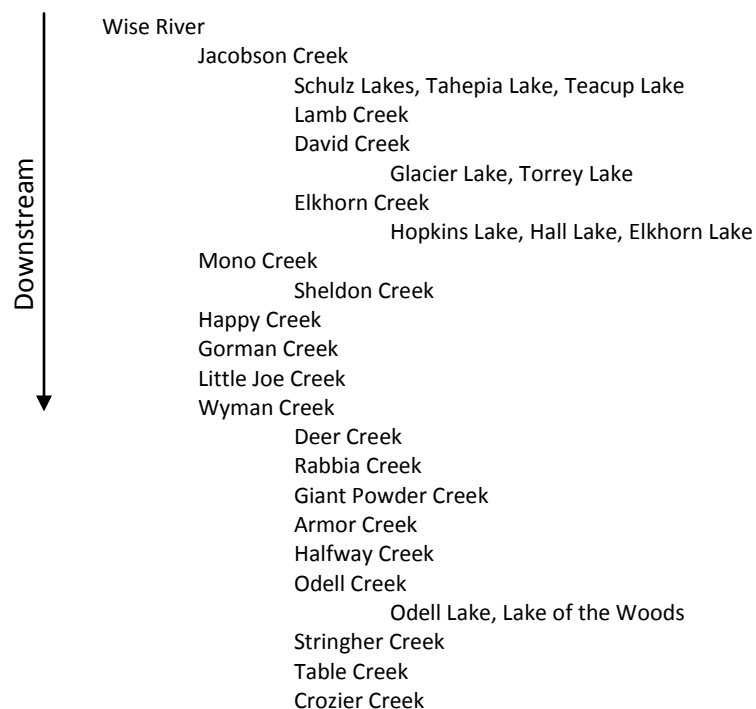 Downstream
Wise River
Jacobson Creek
Schulz Lakes, Tahepia Lake, Teacup Lake
Lamb Creek
David Creek
Glacier Lake, Torrey Lake
Elkhorn Creek
Hopkins Lake, Hall Lake, Elkhorn Lake
Mono Creek
Sheldon Creek
Happy Creek
Gorman Creek
Little Joe Creek
Wyman Creek
Deer Creek
Rabbia Creek
Giant Powder Creek
Armor Creek
Halfway Creek
Odell Creek
Odell Lake, Lake of the Woods
Stringher Creek
Table Creek
Crozier Creek